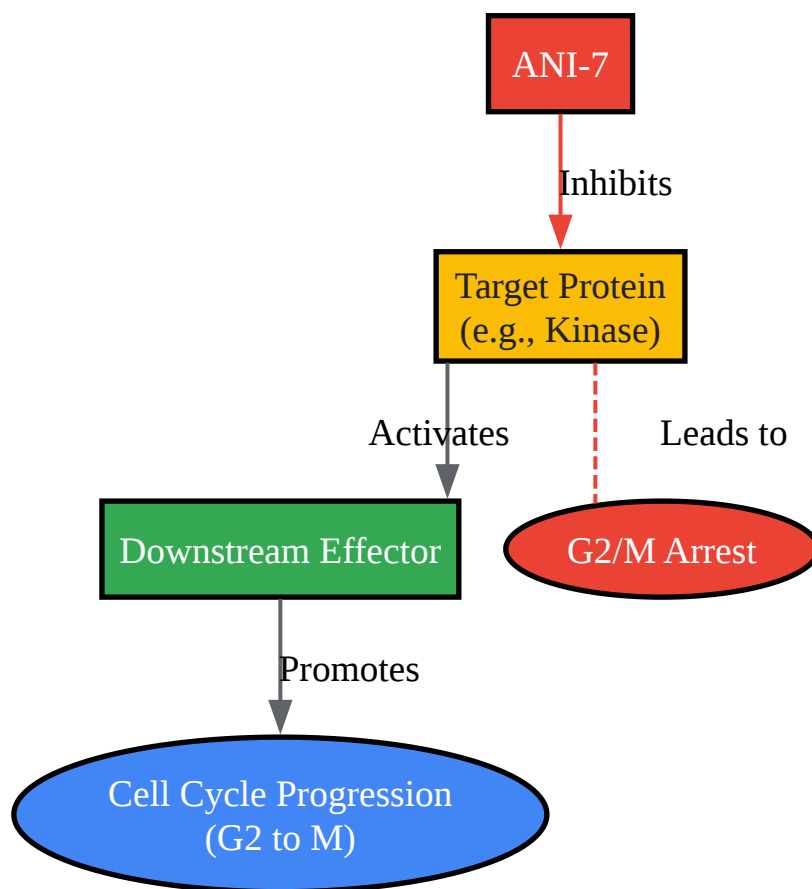 ANI-7
Inhibits
Target Protein
(e.g., Kinase)
Activates
Leads to
Downstream Effector
G2/M Arrest
Promotes
Cell Cycle Progression
(G2 to M)